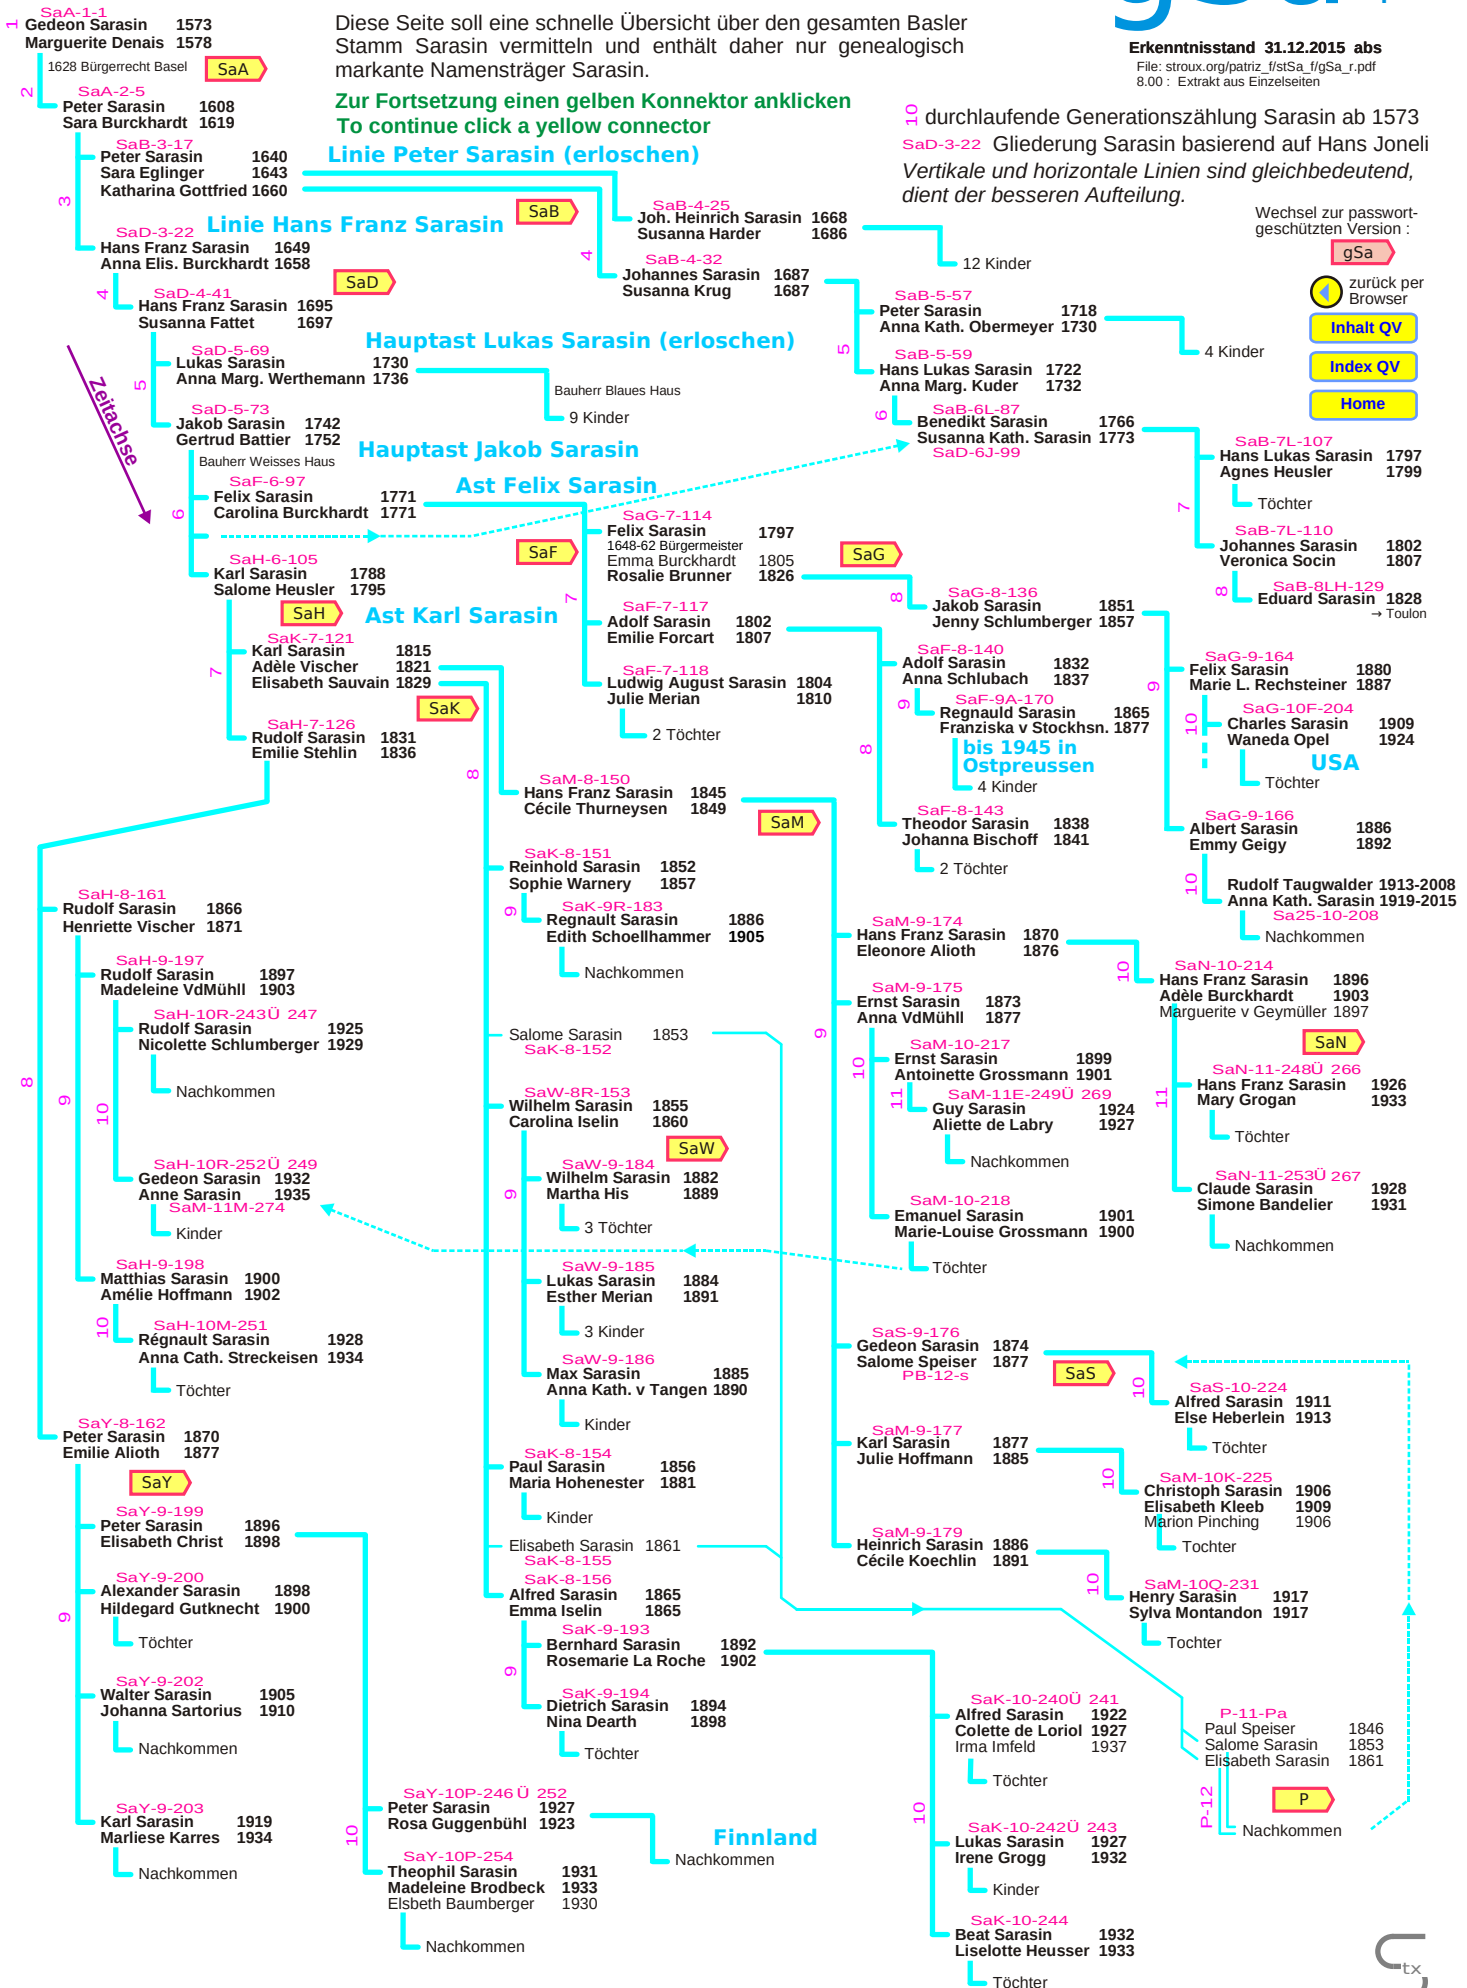 SaA-1-1
1
Gedeon Sarasin 1573
Marguerite Denais 1578
1628 Bürgerrecht Basel
SaA
Diese Seite soll eine schnelle Übersicht über den gesamten Basler
Stamm Sarasin vermitteln und enthält daher nur genealogisch
markante Namensträger Sarasin.
Zur Fortsetzung einen gelben Konnektor anklicken
To continue click a yellow connector
gSa
Erkenntnisstand 31.12.2015 abs
File: stroux.org/patriz_f/stSa_f/gSa_r.pdf
8.00 : Extrakt aus Einzelseiten
10 durchlaufende Generationszählung Sarasin ab 1573
SaD-3-22 Gliederung Sarasin basierend auf Hans Joneli
Vertikale und horizontale Linien sind gleichbedeutend,
dient der besseren Aufteilung.
Wechsel zur passwort-
geschützten Version :
gSa
zurück per
Browser
Inhalt QV
Index QV
Home
2
SaA-2-5
Peter Sarasin 1608
Sara Burckhardt 1619
3
SaB-3-17
Peter Sarasin 1640
Sara Eglinger 1643
Katharina Gottfried 1660
Linie Peter Sarasin (erloschen)
SaB
Linie Hans Franz Sarasin
SaD-3-22
Hans Franz Sarasin 1649
Anna Elis. Burckhardt 1658
SaD
4
SaB-4-25
Joh. Heinrich Sarasin 1668
Susanna Harder 1686
12 Kinder
4
SaB-4-32
Johannes Sarasin 1687
Susanna Krug 1687
SaD-4-41
Hans Franz Sarasin 1695
Susanna Fattet 1697
Zeitachse
5
SaB-5-57
Peter Sarasin 1718
Anna Kath. Obermeyer 1730
4 Kinder
Hauptast Lukas Sarasin (erloschen)
5
SaD-5-69
Lukas Sarasin 1730
Anna Marg. Werthemann 1736
Bauherr Blaues Haus
9 Kinder
SaB-5-59
Hans Lukas Sarasin 1722
Anna Marg. Kuder 1732
6
SaB-6L-87
Benedikt Sarasin 1766
Susanna Kath. Sarasin 1773
SaD-6J-99
SaD-5-73
Jakob Sarasin 1742
Gertrud Battier 1752
Bauherr Weisses Haus
Hauptast Jakob Sarasin
Ast Felix Sarasin
6
SaF-6-97
Felix Sarasin 1771
Carolina Burckhardt 1771
SaB-7L-107
Hans Lukas Sarasin 1797
Agnes Heusler 1799
Töchter
7
SaB-7L-110
Johannes Sarasin 1802
Veronica Socin 1807
8
SaB-8LH-129
Eduard Sarasin 1828
→ Toulon
SaF
SaG-7-114
Felix Sarasin 1797
1648-62 Bürgermeister
Emma Burckhardt 1805
Rosalie Brunner 1826
SaG
SaH-6-105
Karl Sarasin 1788
Salome Heusler 1795
SaH
Ast Karl Sarasin
7
SaF-7-117
Adolf Sarasin 1802
Emilie Forcart 1807
8
SaG-8-136
Jakob Sarasin 1851
Jenny Schlumberger 1857
7
SaK-7-121
Karl Sarasin 1815
Adèle Vischer 1821
Elisabeth Sauvain 1829
SaK
SaF-7-118
Ludwig August Sarasin 1804
Julie Merian 1810
2 Töchter
SaF-8-140
Adolf Sarasin 1832
Anna Schlubach 1837
9
SaF-9A-170
Regnauld Sarasin 1865
Franziska v Stockhsn. 1877
bis 1945 in
Ostpreussen
4 Kinder
8
SaF-8-143
Theodor Sarasin 1838
Johanna Bischoff 1841
2 Töchter
9
SaG-9-164
Felix Sarasin 1880
Marie L. Rechsteiner 1887
10
SaG-10F-204
Charles Sarasin 1909
Waneda Opel 1924
USA
Töchter
SaG-9-166
Albert Sarasin 1886
Emmy Geigy 1892
10
Rudolf Taugwalder 1913-2008
Anna Kath. Sarasin 1919-2015
Sa25-10-208
Nachkommen
SaH-7-126
Rudolf Sarasin 1831
Emilie Stehlin 1836
8
SaM-8-150
Hans Franz Sarasin 1845
Cécile Thurneysen 1849
SaM
SaK-8-151
Reinhold Sarasin 1852
Sophie Warnery 1857
9
SaK-9R-183
Regnault Sarasin 1886
Edith Schoellhammer 1905
Nachkommen
Salome Sarasin 1853
SaK-8-152
SaW-8R-153
Wilhelm Sarasin 1855
Carolina Iselin 1860
SaW
9
SaW-9-184
Wilhelm Sarasin 1882
Martha His 1889
3 Töchter
SaW-9-185
Lukas Sarasin 1884
Esther Merian 1891
3 Kinder
SaW-9-186
Max Sarasin 1885
Anna Kath. v Tangen 1890
Kinder
SaK-8-154
Paul Sarasin 1856
Maria Hohenester 1881
Kinder
Elisabeth Sarasin 1861
SaK-8-155
SaK-8-156
Alfred Sarasin 1865
Emma Iselin 1865
9
SaK-9-193
Bernhard Sarasin 1892
Rosemarie La Roche 1902
SaK-9-194
Dietrich Sarasin 1894
Nina Dearth 1898
Töchter
8
SaH-8-161
Rudolf Sarasin 1866
Henriette Vischer 1871
9
SaH-9-197
Rudolf Sarasin 1897
Madeleine VdMühll 1903
10
SaH-10R-243Ü 247
Rudolf Sarasin 1925
Nicolette Schlumberger 1929
Nachkommen
SaH-10R-252Ü 249
Gedeon Sarasin 1932
Anne Sarasin 1935
SaM-11M-274
Kinder
SaH-9-198
Matthias Sarasin 1900
Amélie Hoffmann 1902
10
SaH-10M-251
Régnault Sarasin 1928
Anna Cath. Streckeisen 1934
Töchter
SaY-8-162
Peter Sarasin 1870
Emilie Alioth 1877
SaY
9
SaY-9-199
Peter Sarasin 1896
Elisabeth Christ 1898
SaY-9-200
Alexander Sarasin 1898
Hildegard Gutknecht 1900
Töchter
SaY-9-202
Walter Sarasin 1905
Johanna Sartorius 1910
Nachkommen
SaY-9-203
Karl Sarasin 1919
Marliese Karres 1934
Nachkommen
10
SaY-10P-246 Ü 252
Peter Sarasin 1927
Rosa Guggenbühl 1923
Finnland
Nachkommen
SaY-10P-254
Theophil Sarasin 1931
Madeleine Brodbeck 1933
Elsbeth Baumberger 1930
Nachkommen
9
SaM-9-174
Hans Franz Sarasin 1870
Eleonore Alioth 1876
10
SaN-10-214
Hans Franz Sarasin 1896
Adèle Burckhardt 1903
Marguerite v Geymüller 1897
SaN
11
SaN-11-248Ü 266
Hans Franz Sarasin 1926
Mary Grogan 1933
Töchter
SaN-11-253Ü 267
Claude Sarasin 1928
Simone Bandelier 1931
Nachkommen
SaM-9-175
Ernst Sarasin 1873
Anna VdMühll 1877
10
SaM-10-217
Ernst Sarasin 1899
Antoinette Grossmann 1901
11
SaM-11E-249Ü 269
Guy Sarasin 1924
Aliette de Labry 1927
Nachkommen
SaM-10-218
Emanuel Sarasin 1901
Marie-Louise Grossmann 1900
Töchter
SaS-9-176
Gedeon Sarasin 1874
Salome Speiser 1877
PB-12-s
SaS
10
SaS-10-224
Alfred Sarasin 1911
Else Heberlein 1913
Töchter
SaM-9-177
Karl Sarasin 1877
Julie Hoffmann 1885
10
SaM-10K-225
Christoph Sarasin 1906
Elisabeth Kleeb 1909
Marion Pinching 1906
Tochter
SaM-9-179
Heinrich Sarasin 1886
Cécile Koechlin 1891
10
SaM-10Q-231
Henry Sarasin 1917
Sylva Montandon 1917
Tochter
10
SaK-10-240Ü 241
Alfred Sarasin 1922
Colette de Loriol 1927
Irma Imfeld 1937
Töchter
SaK-10-242Ü 243
Lukas Sarasin 1927
Irene Grogg 1932
Kinder
SaK-10-244
Beat Sarasin 1932
Liselotte Heusser 1933
Töchter
P-11-Pa
Paul Speiser 1846
Salome Sarasin 1853
Elisabeth Sarasin 1861
P-12
P
Nachkommen
tx